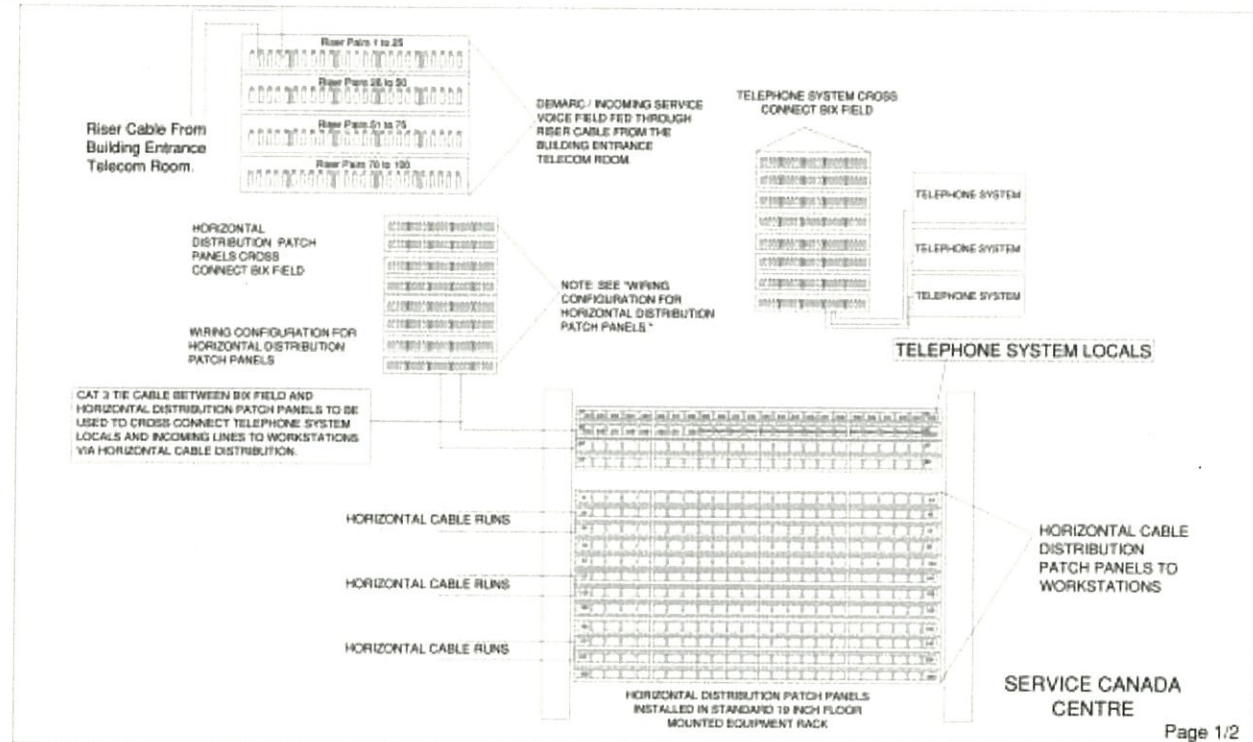 Riser Pairs 1 to 25
Riser Pairs 26 to 50
Riser Pairs 51 to 75
Riser Pairs 70 to 100
Riser Cable From
Building Entrance
Telecom Room.
DEMARC / INCOMING SERVICE
VOICE FIELD FED THROUGH
RISER CABLE FROM THE
BUILDING ENTRANCE
TELECOM ROOM
TELEPHONE SYSTEM CROSS
CONNECT BIX FIELD
TELEPHONE SYSTEM
TELEPHONE SYSTEM
TELEPHONE SYSTEM
HORIZONTAL
DISTRIBUTION PATCH
PANELS CROSS
CONNECT BIX FIELD
NOTE: SEE "WIRING
CONFIGURATION FOR
HORIZONTAL DISTRIBUTION
PATCH PANELS."
WIRING CONFIGURATION FOR
HORIZONTAL DISTRIBUTION
PATCH PANELS
TELEPHONE SYSTEM LOCALS
CAT 3 TIE CABLE BETWEEN BIX FIELD AND
HORIZONTAL DISTRIBUTION PATCH PANELS TO BE
USED TO CROSS CONNECT TELEPHONE SYSTEM
LOCALS AND INCOMING LINES TO WORKSTATIONS
VIA HORIZONTAL CABLE DISTRIBUTION.
HORIZONTAL CABLE RUNS
HORIZONTAL CABLE RUNS
HORIZONTAL CABLE RUNS
HORIZONTAL CABLE
DISTRIBUTION
PATCH PANELS TO
WORKSTATIONS
HORIZONTAL DISTRIBUTION PATCH PANELS
INSTALLED IN STANDARD 19 INCH FLOOR
MOUNTED EQUIPMENT RACK
SERVICE CANADA
CENTRE
Page 1/2